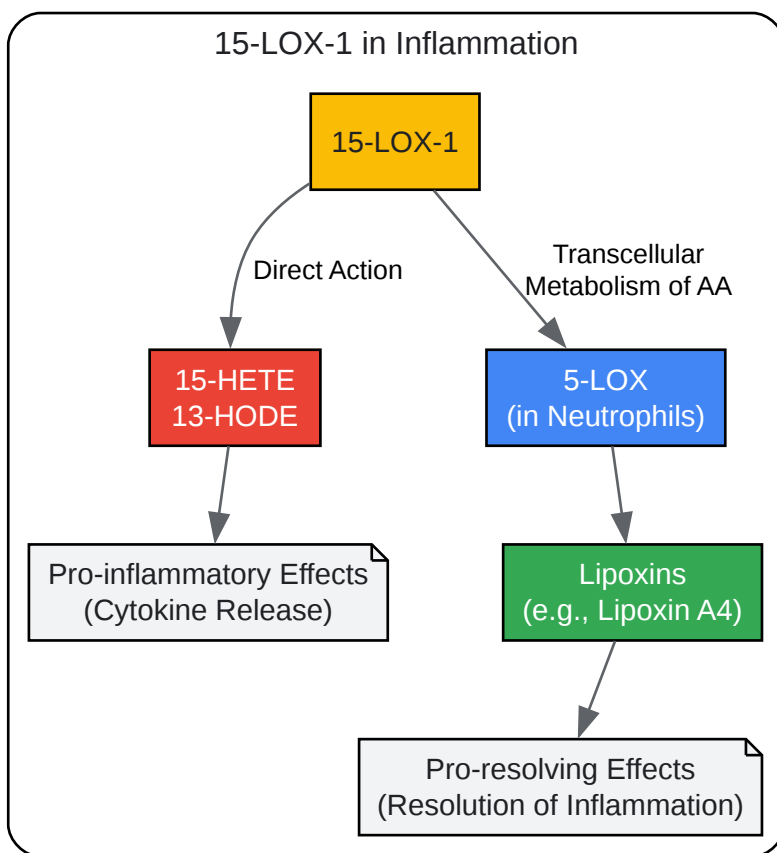 15-LOX-1 in Inflammation
15-LOX-1
Direct Action
Transcellular
Metabolism of AA
15-HETE
13-HODE
5-LOX
(in Neutrophils)
Pro-inflammatory Effects
(Cytokine Release)
Lipoxins
(e.g., Lipoxin A4)
Pro-resolving Effects
(Resolution of Inflammation)